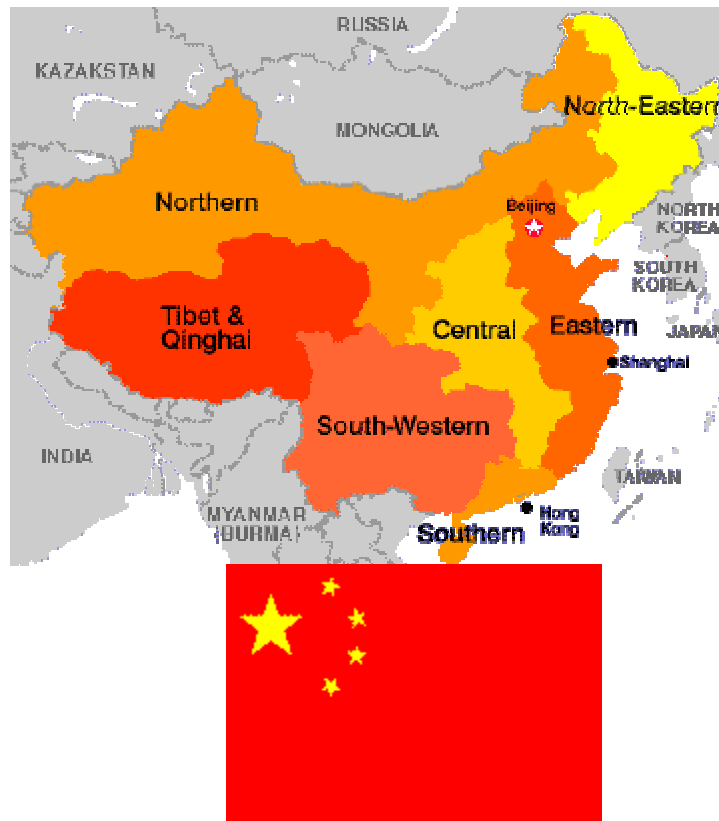 RUSSIA
KAZAKSTAN
North-Eastern
MONGOLIA
Northern
Beijing
NORTH
KOREA
SOUTH
KOREA
Tibet &
Qinghai
Central
Eastern
JAPAN
Shanghai
South-Western
INDIA
TAIWAN
MYANMAR
(BURMA)
Southern
Hong
Kong